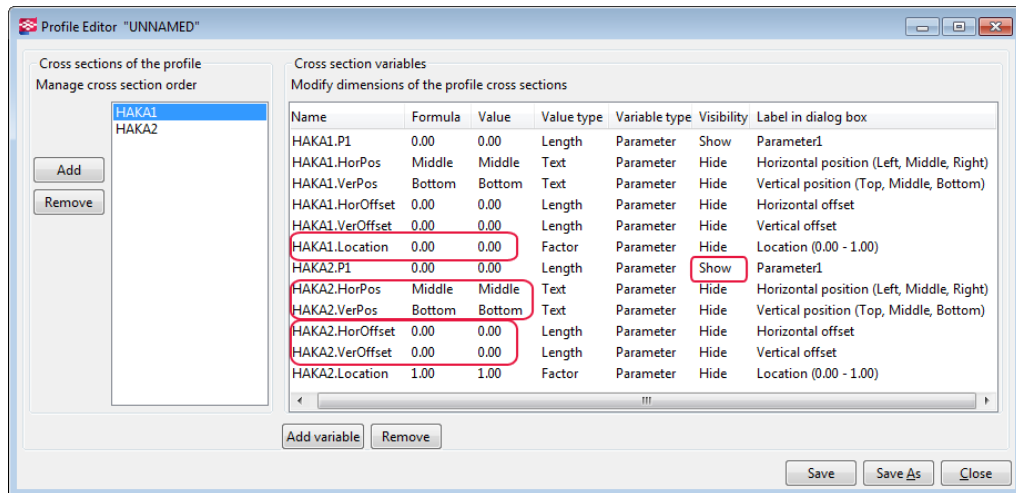 Profile Editor "UNNAMED"
Cross sections of the profile
Manage cross section order
HAKA1
HAKA2
Add
Remove
Cross section variables
Modify dimensions of the profile cross sections
Name Formula Value Value type Variable type Visibility Label in dialog box
HAKA1.P1 0.00 0.00 Length Parameter Show Parameter1
HAKA1.HorPos Middle Middle Text Parameter Hide Horizontal position (Left, Middle, Right)
HAKA1.VerPos Bottom Bottom Text Parameter Hide Vertical position (Top, Middle, Bottom)
HAKA1.HorOffset 0.00 0.00 Length Parameter Hide Horizontal offset
HAKA1.VerOffset 0.00 0.00 Length Parameter Hide Vertical offset
HAKA1.Location 0.00 0.00 Factor Parameter Hide Location (0.00 - 1.00)
HAKA2.P1 0.00 0.00 Length Parameter Show Parameter1
HAKA2.HorPos Middle Middle Text Parameter Hide Horizontal position (Left, Middle, Right)
HAKA2.VerPos Bottom Bottom Text Parameter Hide Vertical position (Top, Middle, Bottom)
HAKA2.HorOffset 0.00 0.00 Length Parameter Hide Horizontal offset
HAKA2.VerOffset 0.00 0.00 Length Parameter Hide Vertical offset
HAKA2.Location 1.00 1.00 Factor Parameter Hide Location (0.00 - 1.00)
Add variable Remove
Save Save As Close